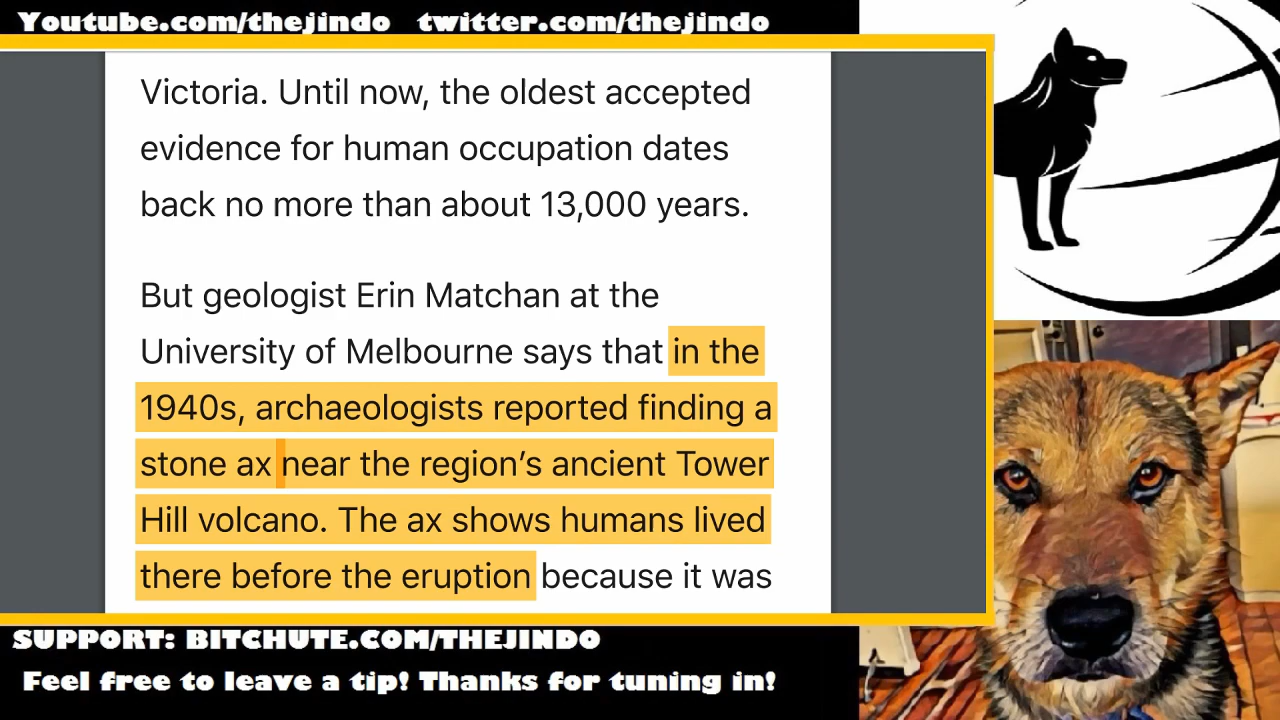 Youtube.com/thejindo twitter.com/thejindo
Victoria. Until now, the oldest accepted
evidence for human occupation dates
back no more than about 13,000 years.
But geologist Erin Matchan at the
University of Melbourne says that in the
1940s, archaeologists reported finding a
stone ax near the region’s ancient Tower
Hill volcano. The ax shows humans lived
there before the eruption because it was
SUPPORT: BITCHUTE.COM/THEJINDO
Feel free to leave a tip! Thanks for tuning in!